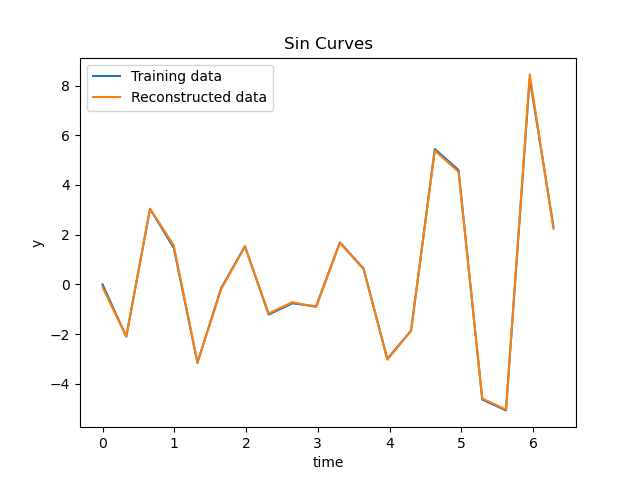 Sin Curves
Training data
Reconstructed data
8
6
4
2
0
−2
−4
y
0 1 2 3 4 5 6
time